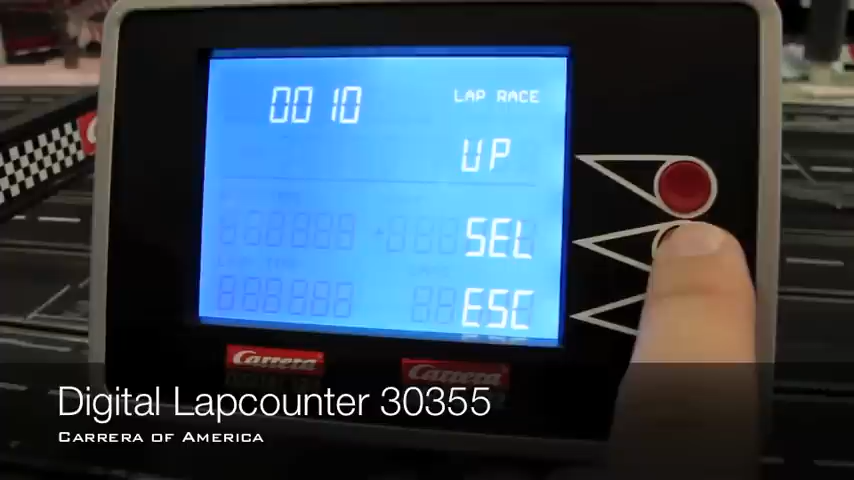 0010 LAP RACE
UP
SEL
ESC
Carrera Carrera
Digital Lapcounter 30355
CARRERA OF AMERICA